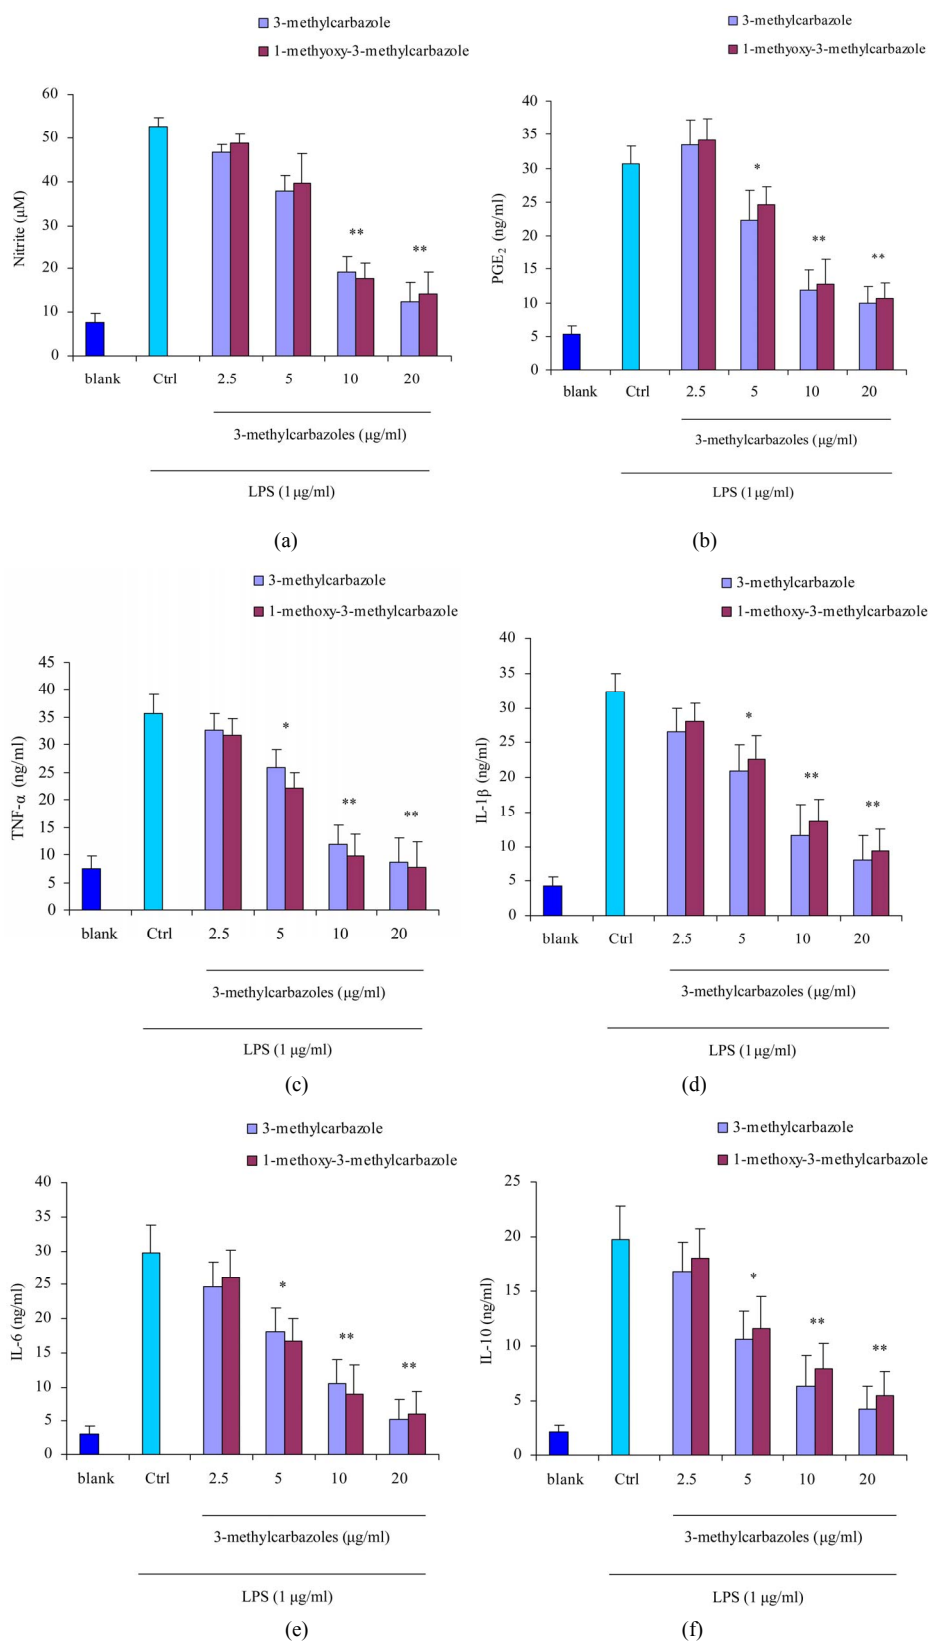 3-methylcarbazole
1-methyoxy-3-methylcarbazole
Nitrite (μM)
60
50
40
30
20
10
0
**
**
blank Ctrl 2.5 5 10 20
3-methylcarbazoles (μg/ml)
LPS (1 μg/ml)
(a)
3-methylcarbazole
1-methyoxy-3-methylcarbazole
PGE2 (ng/ml)
40
35
30
25
20
15
10
5
0
*
**
**
blank Ctrl 2.5 5 10 20
3-methylcarbazoles (μg/ml)
LPS (1 μg/ml)
(b)
3-methylcarbazole
1-methoxy-3-methylcarbazole
TNF-α (ng/ml)
45
40
35
30
25
20
15
10
5
0
*
**
**
blank Ctrl 2.5 5 10 20
3-methylcarbazoles (μg/ml)
LPS (1 μg/ml)
(c)
3-methylcarbazole
1-methoxy-3-methylcarbazole
IL-1β (ng/ml)
40
35
30
25
20
15
10
5
0
*
**
**
blank Ctrl 2.5 5 10 20
3-methylcarbazoles (μg/ml)
LPS (1 μg/ml)
(d)
3-methylcarbazole
1-methoxy-3-methylcarbazole
IL-6 (ng/ml)
40
35
30
25
20
15
10
5
0
*
**
**
blank Ctrl 2.5 5 10 20
3-methylcarbazoles (μg/ml)
LPS (1 μg/ml)
(e)
3-methylcarbazole
1-methoxy-3-methylcarbazole
IL-10 (ng/ml)
25
20
15
10
5
0
*
**
**
blank Ctrl 2.5 5 10 20
3-methylcarbazoles (μg/ml)
LPS (1 μg/ml)
(f)